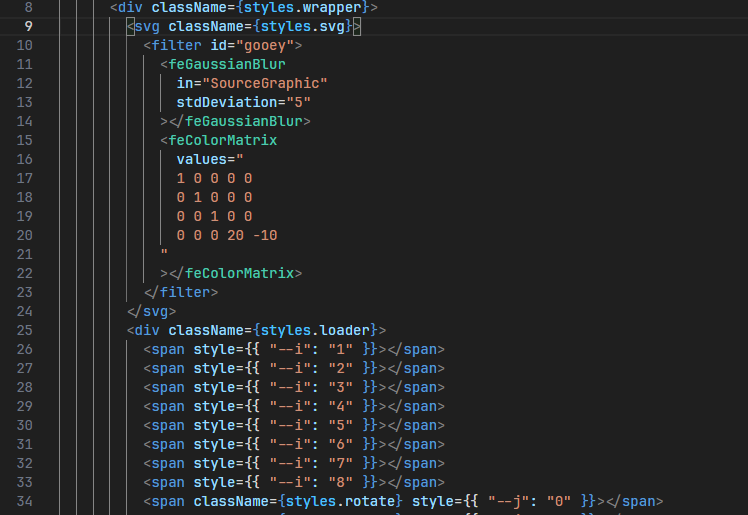 8 <div className={styles.wrapper}>
9 <svg className={styles.svg}>
10 <filter id="gooey">
11 <feGaussianBlur
12 in="SourceGraphic"
13 stdDeviation="5"
14 ></feGaussianBlur>
15 <feColorMatrix
16 values="
17 1 0 0 0 0
18 0 1 0 0 0
19 0 0 1 0 0
20 0 0 0 20 -10
21 "
22 ></feColorMatrix>
23 </filter>
24 </svg>
25 <div className={styles.loader}>
26 <span style={{ "--i": "1" }}></span>
27 <span style={{ "--i": "2" }}></span>
28 <span style={{ "--i": "3" }}></span>
29 <span style={{ "--i": "4" }}></span>
30 <span style={{ "--i": "5" }}></span>
31 <span style={{ "--i": "6" }}></span>
32 <span style={{ "--i": "7" }}></span>
33 <span style={{ "--i": "8" }}></span>
34 <span className={styles.rotate} style={{ "--j": "0" }}></span>